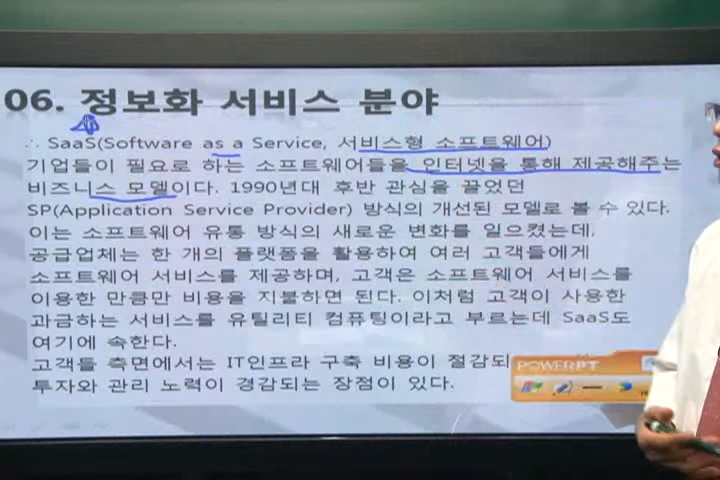 06. 정보화 서비스 분야
∴ SaaS(Software as a Service, 서비스형 소프트웨어)
기업들이 필요로 하는 소프트웨어들을 인터넷을 통해 제공해주는
비즈니스 모델이다. 1990년대 후반 관심을 끌었던
SP(Application Service Provider) 방식의 개선된 모델로 볼 수 있다.
이는 소프트웨어 유통 방식의 새로운 변화를 일으켰는데,
공급업체는 한 개의 플랫폼을 활용하여 여러 고객들에게
소프트웨어 서비스를 제공하며, 고객은 소프트웨어 서비스를
이용한 만큼만 비용을 지불하면 된다. 이처럼 고객이 사용한
과금하는 서비스를 유틸리티 컴퓨팅이라고 부르는데 SaaS도
여기에 속한다.
고객들 측면에서는 IT인프라 구축 비용이 절감되
투자와 관리 노력이 경감되는 장점이 있다.
POWERPT